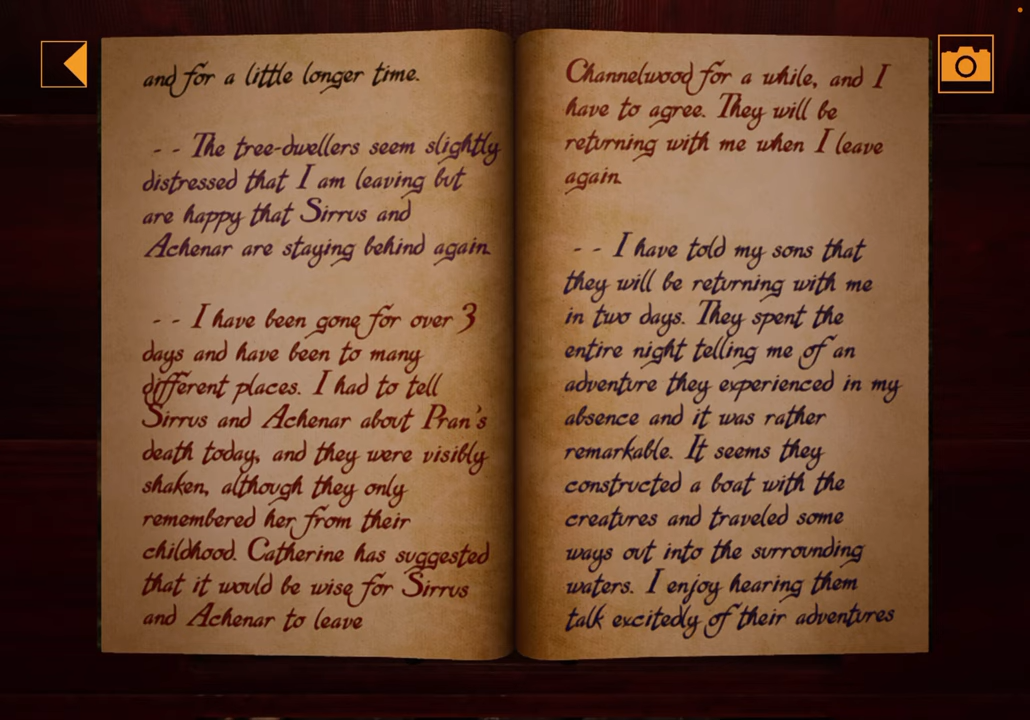 and for a little longer time.
- - The tree-dwellers seem slightly
distressed that I am leaving but
are happy that Sirrus and
Achenar are staying behind again.
- - I have been gone for over 3
days and have been to many
different places. I had to tell
Sirrus and Achenar about Pran's
death today, and they were visibly
shaken, although they only
remembered her from their
childhood. Catherine has suggested
that it would be wise for Sirrus
and Achenar to leave
Channelwood for a while, and I
have to agree. They will be
returning with me when I leave
again.
- - I have told my sons that
they will be returning with me
in two days. They spent the
entire night telling me of an
adventure they experienced in my
absence and it was rather
remarkable. It seems they
constructed a boat with the
creatures and traveled some
ways out into the surrounding
waters. I enjoy hearing them
talk excitedly of their adventures